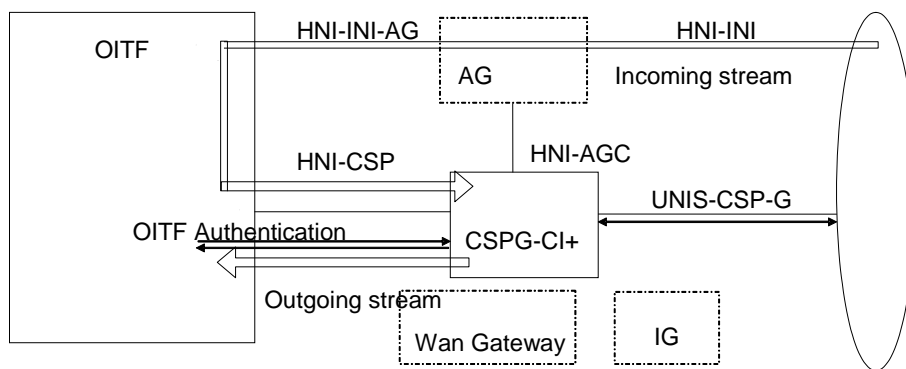 HNI-INI-AG
HNI-INI
OITF
AG
Incoming stream
HNI-CSP
HNI-AGC
UNIS-CSP-G
OITF Authentication
CSPG-CI+
Outgoing stream
Wan Gateway
IG